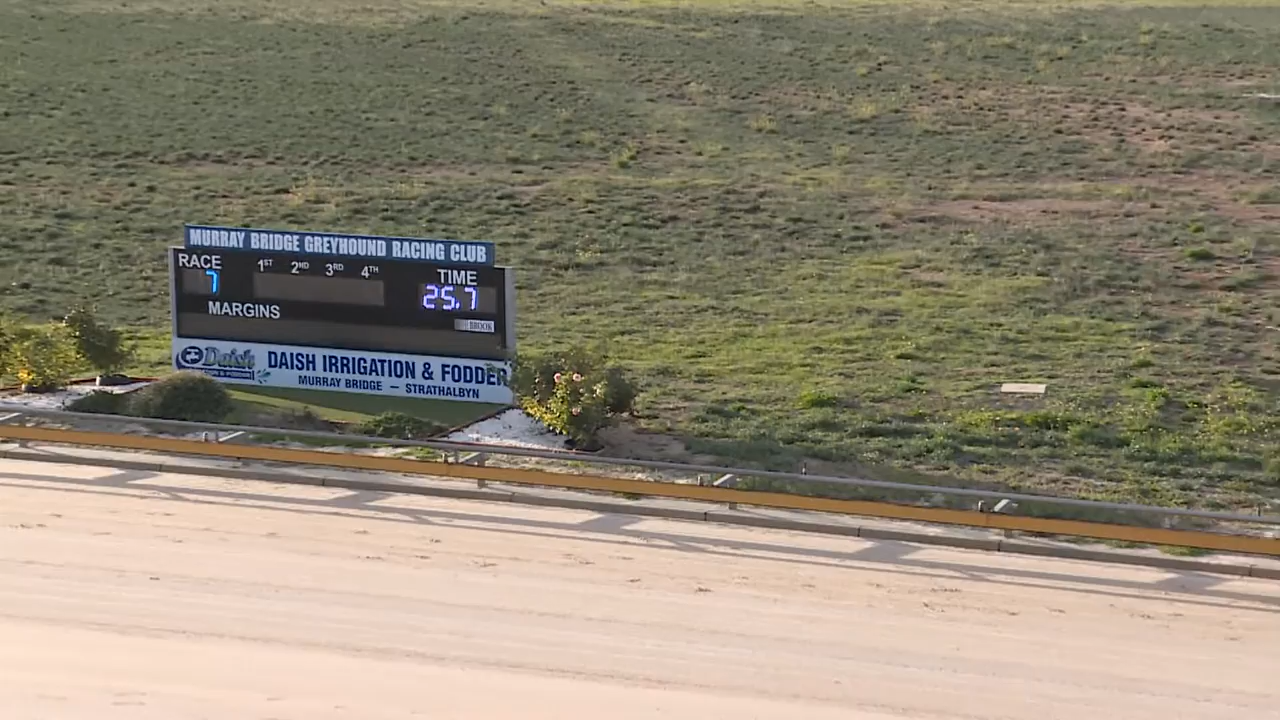 MURRAY BRIDGE GREYHOUND RACING CLUB
RACE 1ST 2ND 3RD 4TH TIME
7 25.7
MARGINS
BROOK
Daish DAISH IRRIGATION & FODDER
MURRAY BRIDGE – STRATHALBYN